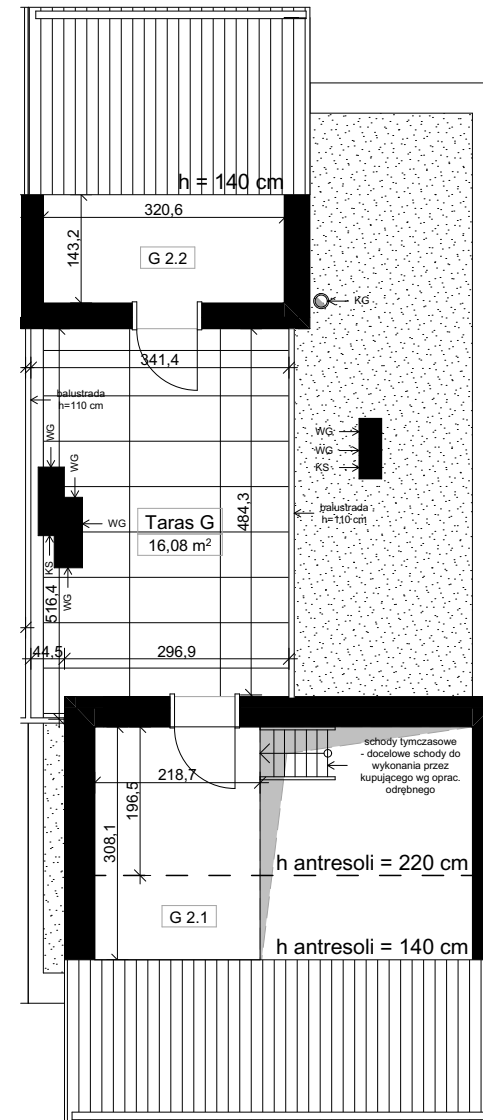 h = 140 cm
320,6
143,2
G 2.2
KG
341,4
balustrada
h=110 cm
WG
WG
WG
KS
WG
WG
KS
WG
Taras G
16,08 m²
484,3
balustrada
h=110 cm
516,4
44,5
296,9
schody tymczasowe
- docelowe schody do
wykonania przez
kupującego wg oprac.
odrębnego
218,7
196,5
308,1
h antresoli = 220 cm
G 2.1
h antresoli = 140 cm